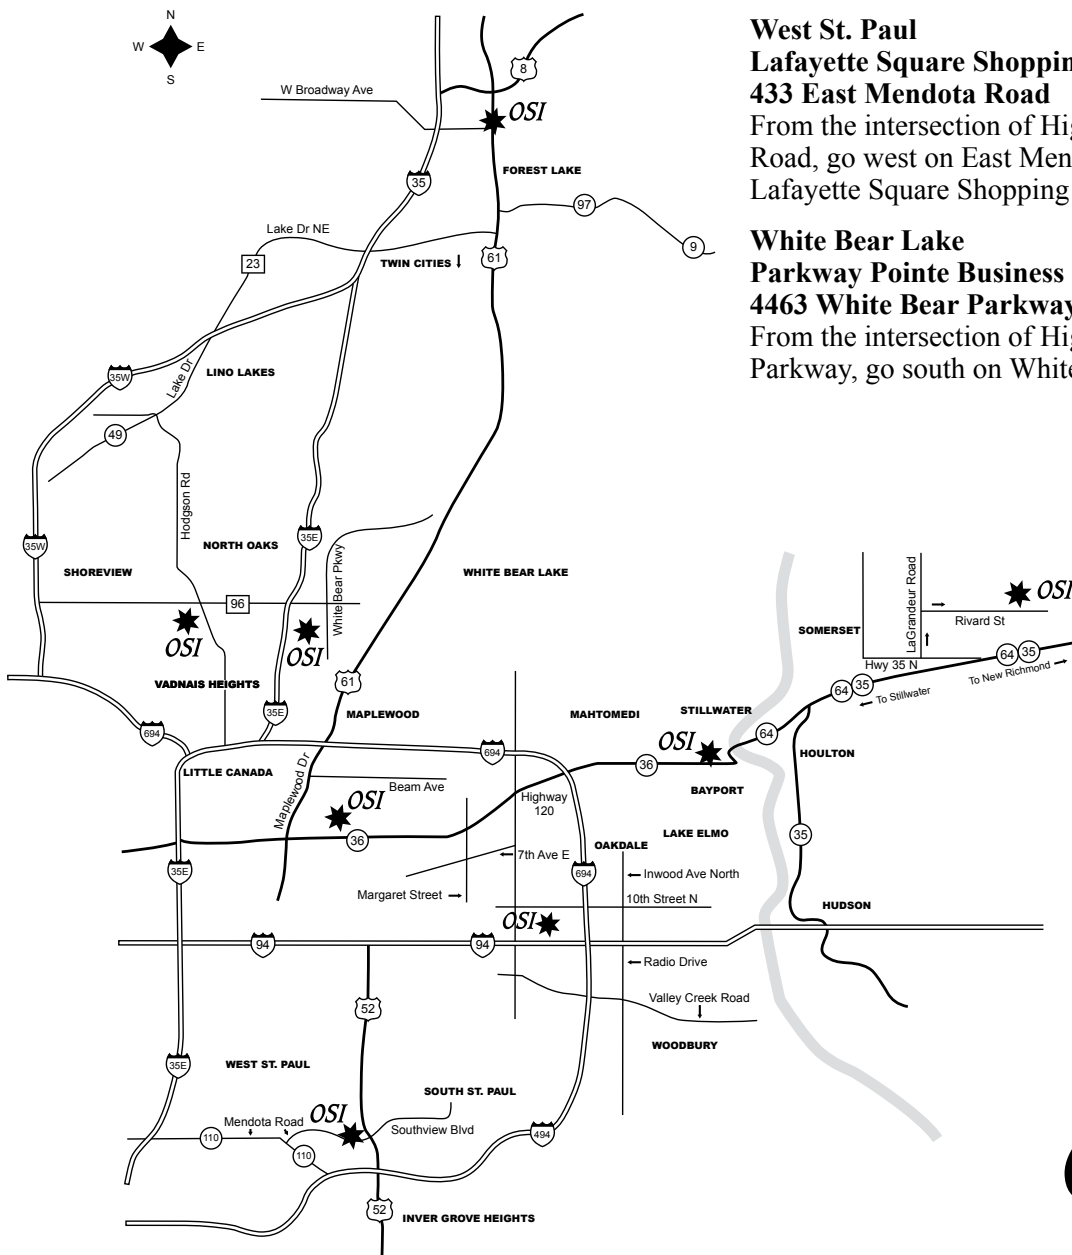 N
W E
S
West St. Paul
Lafayette Square Shoppin
433 East Mendota Road
From the intersection of Hig
Road, go west on East Men
Lafayette Square Shopping
White Bear Lake
Parkway Pointe Business
4463 White Bear Parkway
From the intersection of Hig
Parkway, go south on White
8
W Broadway Ave
OSI
FOREST LAKE
35
97
Lake Dr NE
9
23
TWIN CITIES
61
35W
Lake Dr
LINO LAKES
49
Hodgson Rd
35W
NORTH OAKS
35E
White Bear Pkwy
SHOREVIEW
WHITE BEAR LAKE
96
OSI
OSI
VADNAIS HEIGHTS
61
35E
MAPLEWOOD
694
LITTLE CANADA
Maplewood Dr
Beam Ave
OSI
36
694
MAHTOMEDI
STILLWATER
OSI
36
BAYPORT
Highway
120
LAKE ELMO
OAKDALE
7th Ave E
35E
694
Inwood Ave North
Margaret Street
10th Street N
OSI
94
94
Radio Drive
Valley Creek Road
52
WOODBURY
35E
WEST ST. PAUL
SOUTH ST. PAUL
OSI
Mendota Road
Southview Blvd
110
110
494
52
INVER GROVE HEIGHTS
LaGrandeur Road
OSI
Rivard St
SOMERSET
Hwy 35 N
64
35
To New Richmond
64
35
To Stillwater
64
HOULTON
35
HUDSON